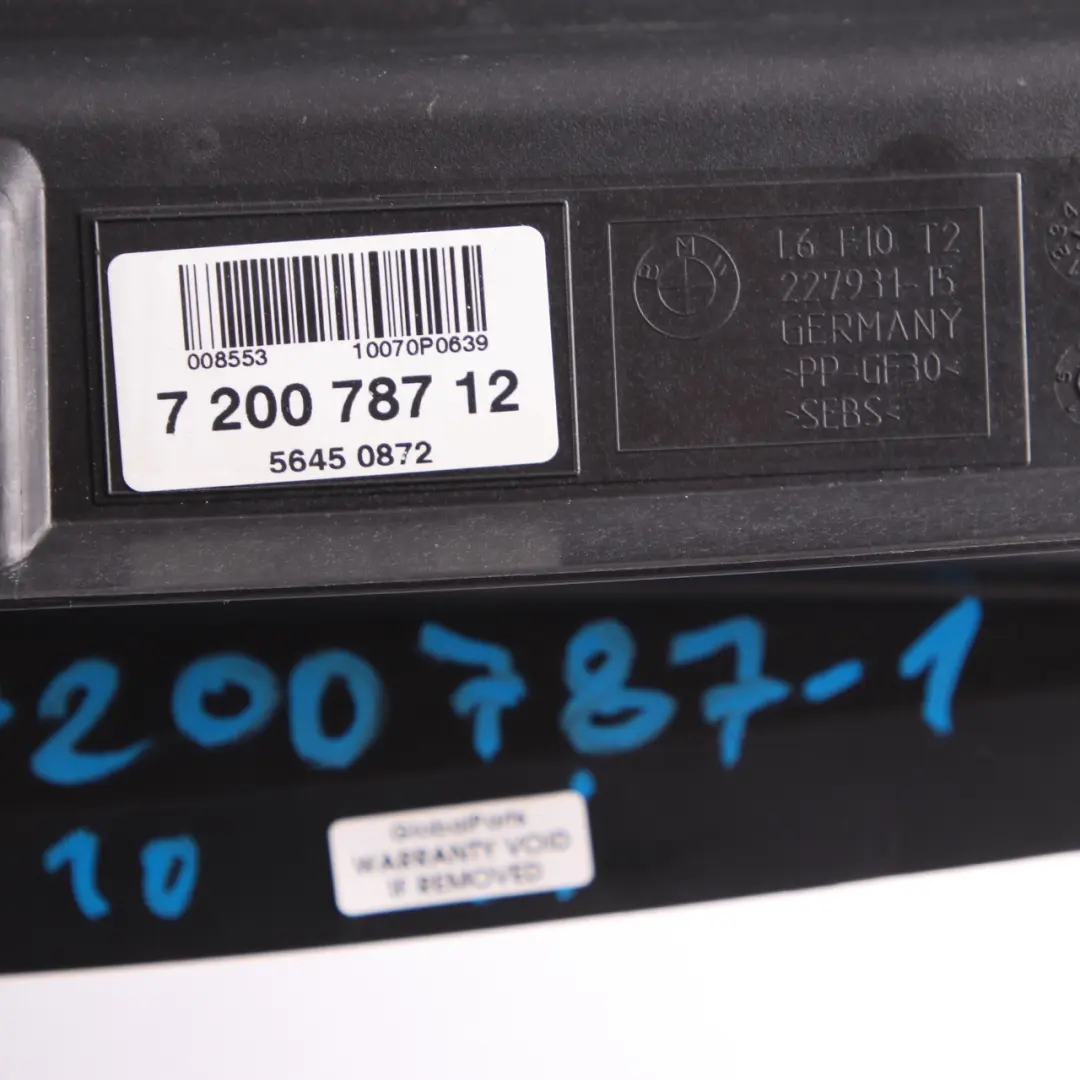 008553 10070P0639
7 200 787 12
5645 0872
BMW
L6 F10 T2
227931-15
GERMANY
>PP-GF30<
>SEBS<
-200787-1
10
GlobalParts
WARRANTY VOID
IF REMOVED